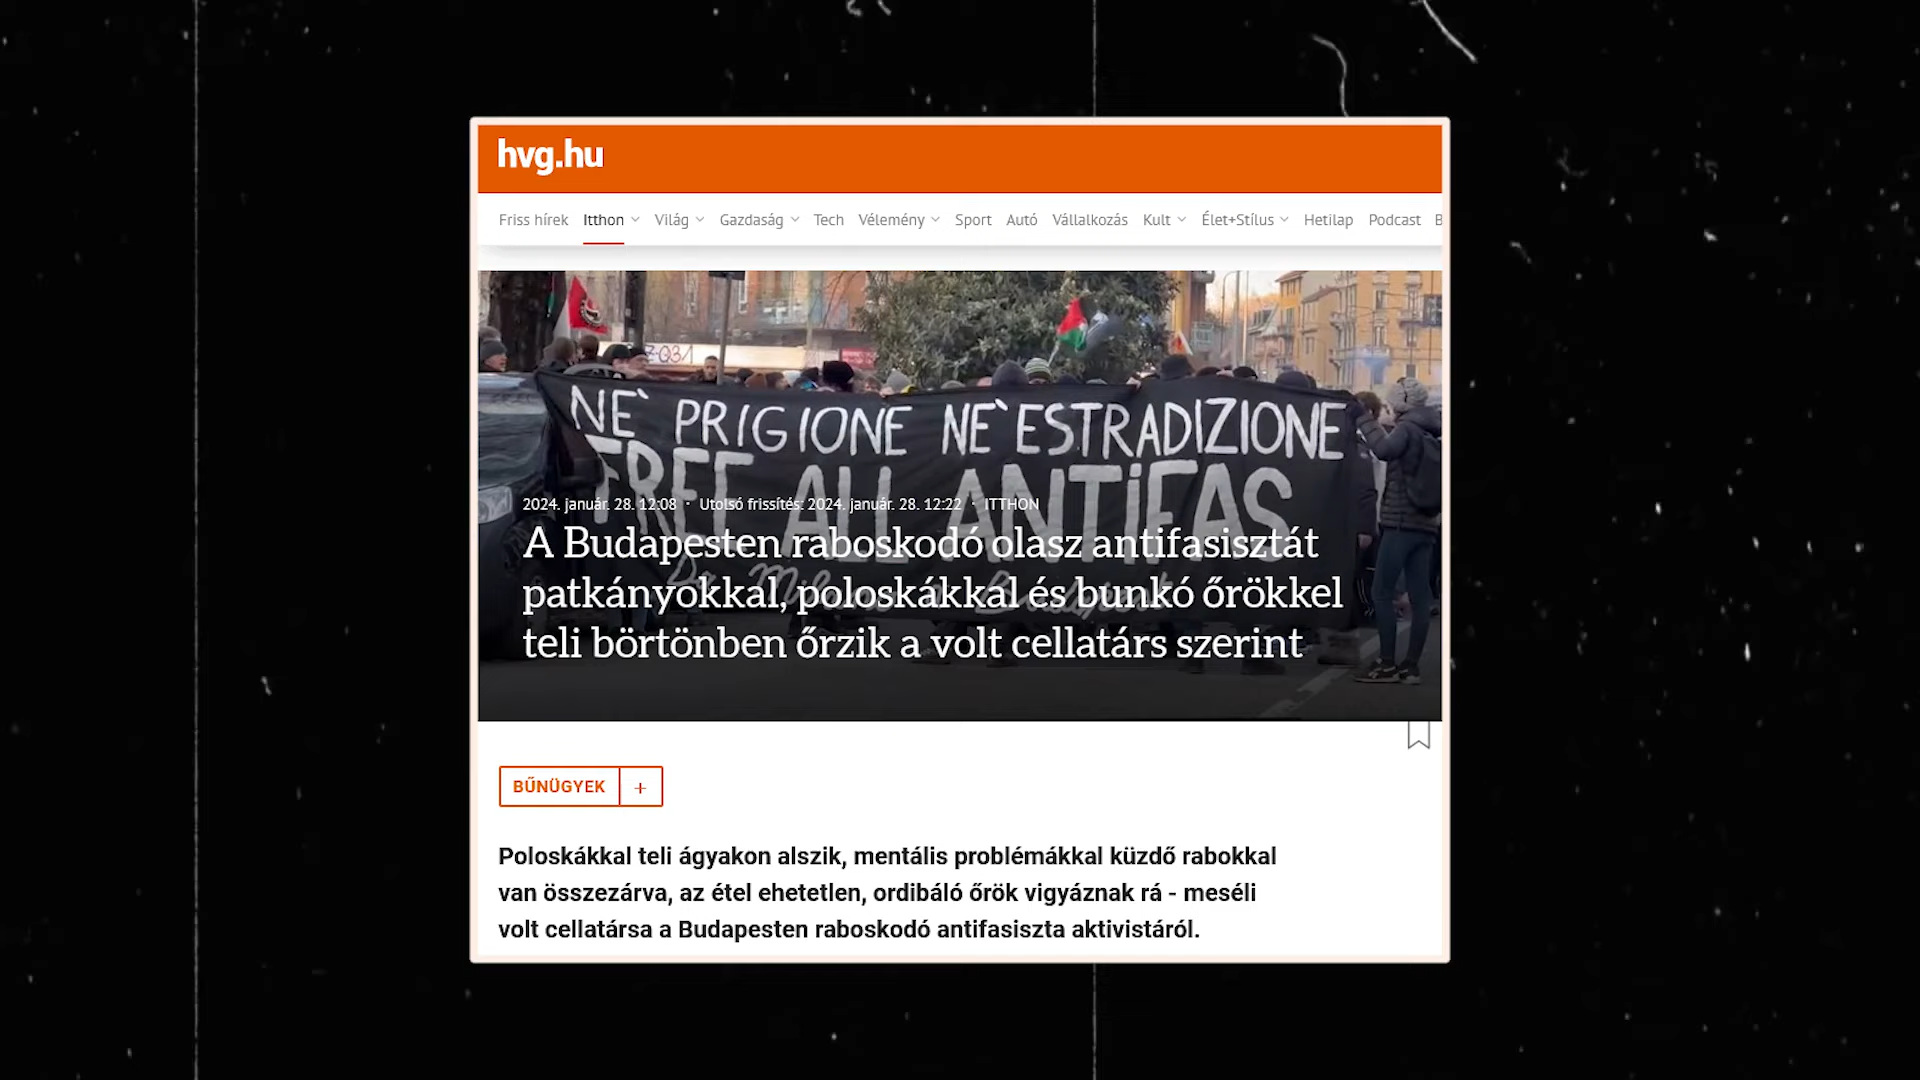 hvg.hu
Friss hírek Itthon Világ Gazdaság Tech Vélemény Sport Autó Vállalkozás Kult Élet+Stílus Hetilap Podcast B
NE` PRIGIONE NE` ESTRADIZIONE
FREE ALL ANTIFAS
2024. január. 28. 12:08 · Utolsó frissítés: 2024. január. 28. 12:22 · ITTHON
A Budapesten raboskodó olasz antifasisztát
patkányokkal, poloskákkal és bunkó őrökkel
teli börtönben őrzik a volt cellatárs szerint
BŰNÜGYEK +
Poloskákkal teli ágyakon alszik, mentális problémákkal küzdő rabokkal
van összezárva, az étel ehetetlen, ordibáló őrök vigyáznak rá - meséli
volt cellatársa a Budapesten raboskodó antifasiszta aktivistáról.